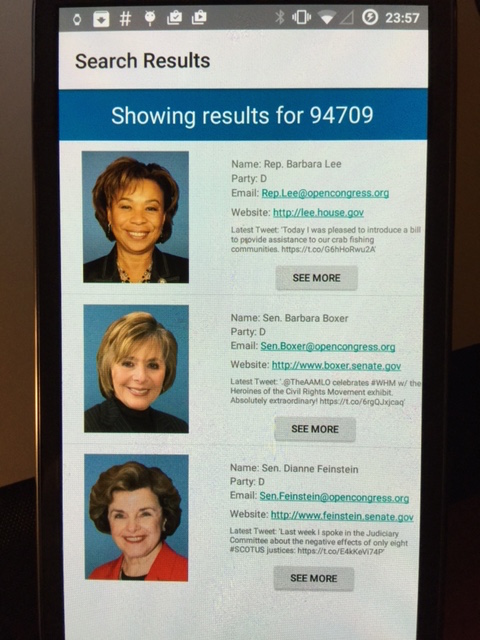 23:57
Search Results
Showing results for 94709
Name: Rep. Barbara Lee
Party: D
Email: Rep.Lee@opencongress.org
Website: http://lee.house.gov
Latest Tweet: 'Today I was pleased to introduce a bill
to provide assistance to our crab fishing
communities. https://t.co/G6hHoRwu2A'
SEE MORE
Name: Sen. Barbara Boxer
Party: D
Email: Sen.Boxer@opencongress.org
Website: http://www.boxer.senate.gov
Latest Tweet: '.@TheAAMLO celebrates #WHM w/ the
Heroines of the Civil Rights Movement exhibit.
Absolutely extraordinary! https://t.co/6rgQJxjcaq'
SEE MORE
Name: Sen. Dianne Feinstein
Party: D
Email: Sen.Feinstein@opencongress.org
Website: http://www.feinstein.senate.gov
Latest Tweet: 'Last week I spoke in the Judiciary
Committee about the negative effects of only eight
#SCOTUS justices: https://t.co/E4kKeVi74P'
SEE MORE